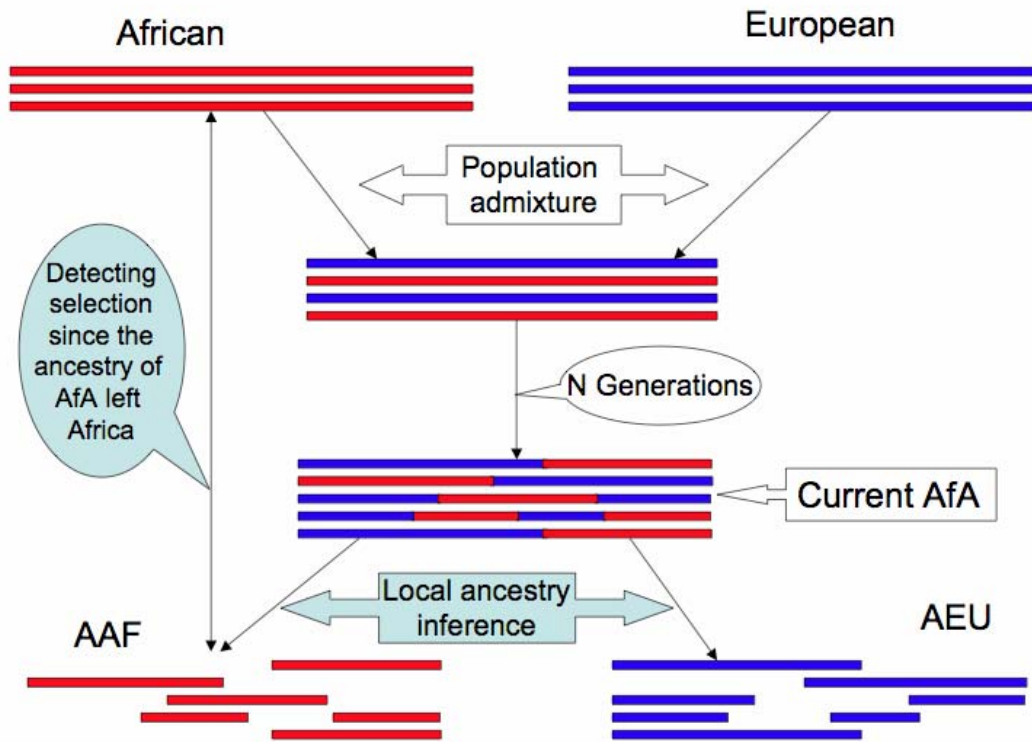 African
European
Population
admixture
Detecting
selection
since the
ancestry of
AfA left
Africa
N Generations
Current AfA
Local ancestry
inference
AAF
AEU